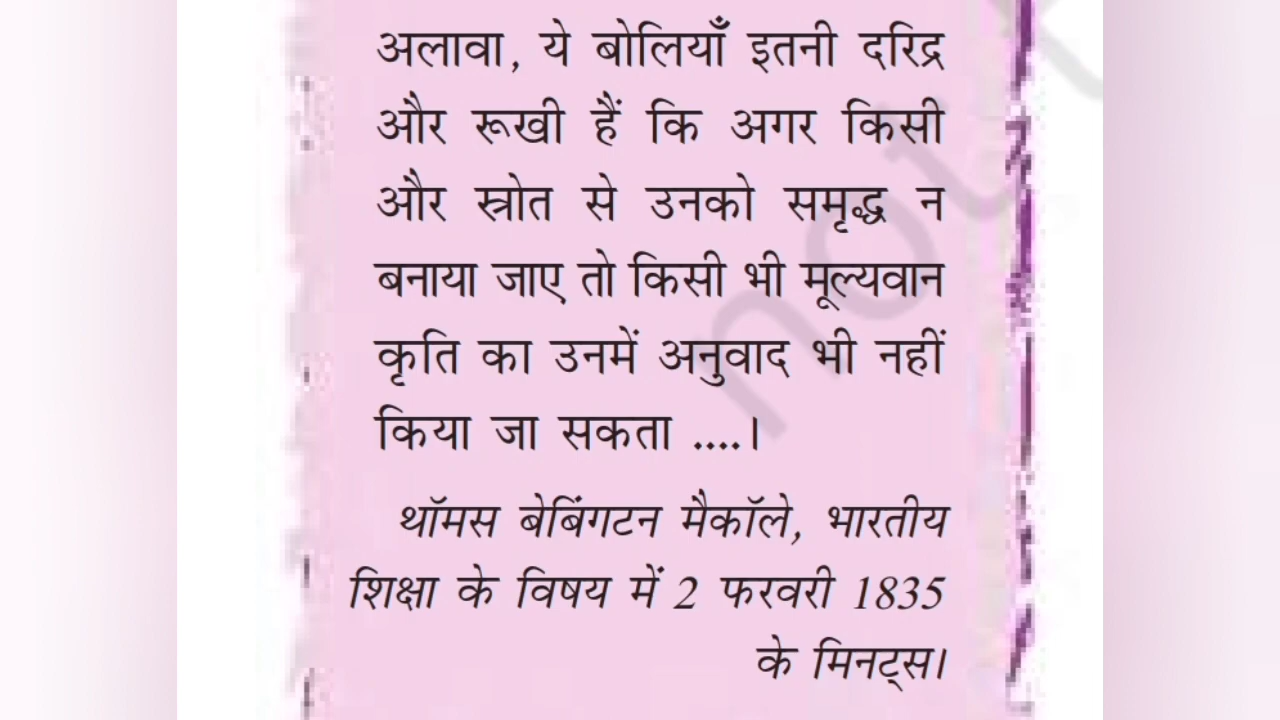 अलावा, ये बोलियाँ इतनी दरिद्र
और रूखी हैं कि अगर किसी
और स्रोत से उनको समृद्ध न
बनाया जाए तो किसी भी मूल्यवान
कृति का उनमें अनुवाद भी नहीं
किया जा सकता ....।
थॉमस बेबिंगटन मैकॉले, भारतीय
शिक्षा के विषय में 2 फरवरी 1835
के मिनट्स।
not